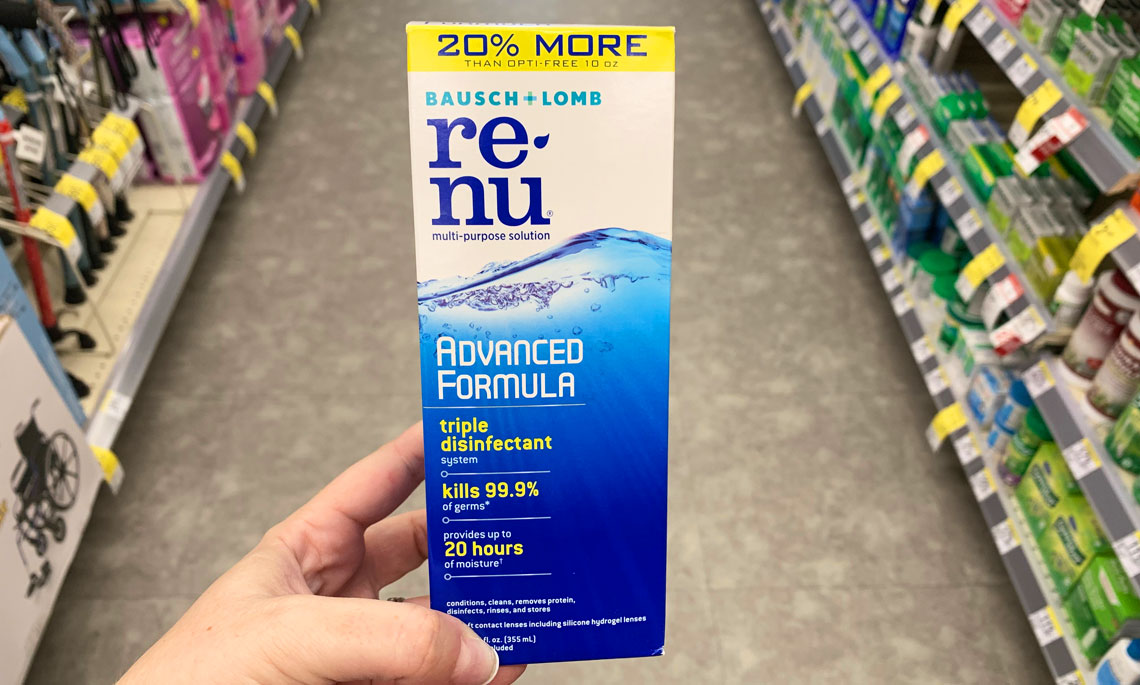 20% MORE
THAN OPTI-FREE 10 OZ
BAUSCH+LOMB
re-
nu®
multi-purpose solution
ADVANCED
FORMULA
triple
disinfectant
system
kills 99.9%
of germs*
provides up to
20 hours
of moisture†
conditions, cleans, removes protein,
disinfects, rinses, and stores
contact lenses including silicone hydrogel lenses
fl. oz. (355 mL)